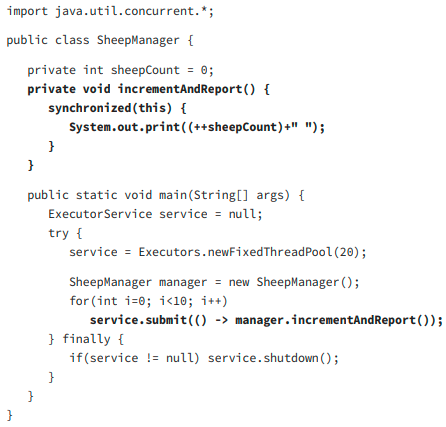 import java.util.concurrent.*;
public class SheepManager {
private int sheepCount = 0;
private void incrementAndReport() {
synchronized(this) {
System.out.print((++sheepCount)+" ");
}
}
public static void main(String[] args) {
ExecutorService service = null;
try {
service = Executors.newFixedThreadPool(20);
SheepManager manager = new SheepManager();
for(int i=0; i<10; i++)
service.submit(() -> manager.incrementAndReport());
} finally {
if(service != null) service.shutdown();
}
}
}